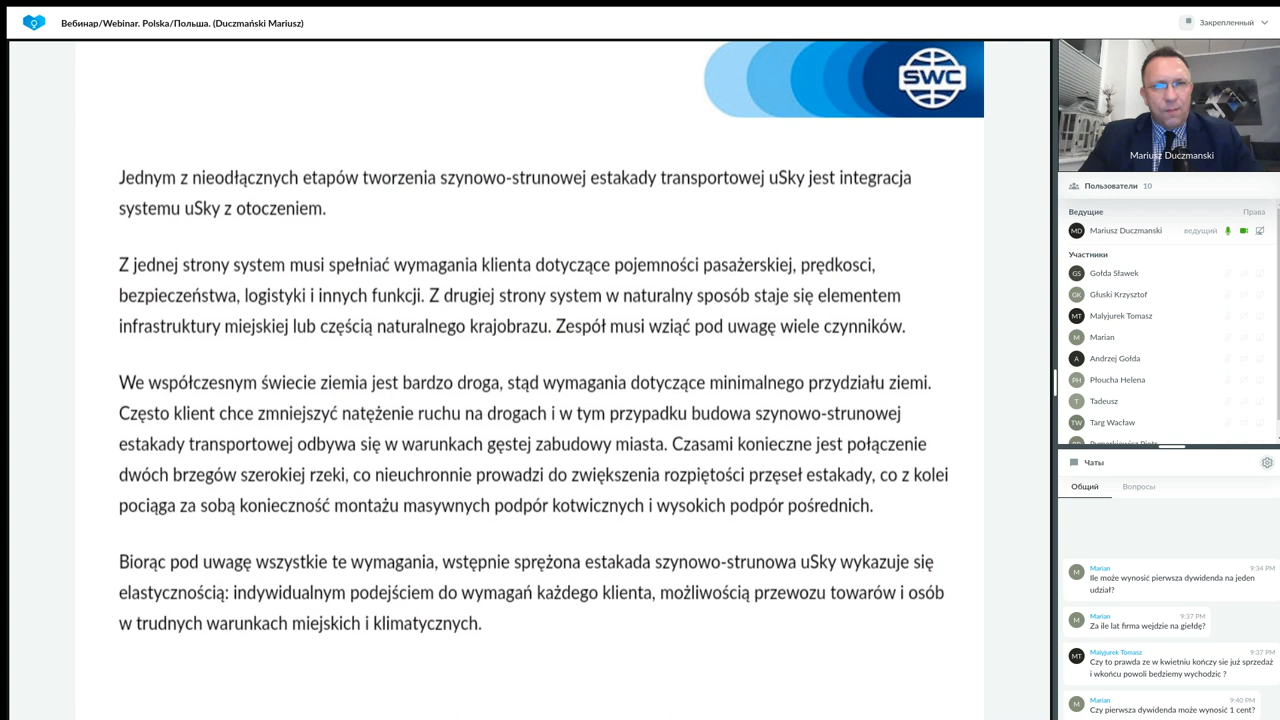 Вебинар/Webinar. Polska/Польша. (Duczmański Mariusz)
Закрепленный
SWC
Jednym z nieodłącznych etapów tworzenia szynowo-strunowej estakady transportowej uSky jest integracja
systemu uSky z otoczeniem.
Z jednej strony system musi spełniać wymagania klienta dotyczące pojemności pasażerskiej, prędkosci,
bezpieczeństwa, logistyki i innych funkcji. Z drugiej strony system w naturalny sposób staje się elementem
infrastruktury miejskiej lub częścią naturalnego krajobrazu. Zespół musi wziąć pod uwagę wiele czynników.
We współczesnym świecie ziemia jest bardzo droga, stąd wymagania dotyczące minimalnego przydziału ziemi.
Często klient chce zmniejszyć natężenie ruchu na drogach i w tym przypadku budowa szynowo-strunowej
estakady transportowej odbywa się w warunkach gęstej zabudowy miasta. Czasami konieczne jest połączenie
dwóch brzegów szerokiej rzeki, co nieuchronnie prowadzi do zwiększenia rozpiętości przęseł estakady, co z kolei
pociąga za sobą konieczność montażu masywnych podpór kotwicznych i wysokich podpór pośrednich.
Biorąc pod uwagę wszystkie te wymagania, wstępnie sprężona estakada szynowo-strunowa uSky wykazuje się
elastycznością: indywidualnym podejściem do wymagań każdego klienta, możliwością przewozu towarów i osób
w trudnych warunkach miejskich i klimatycznych.
Mariusz Duczmanski
Пользователи 10
Ведущие Права
MD Mariusz Duczmanski ведущий
Участники
GS Gołda Sławek
GK Głuski Krzysztof
MT Malyjurek Tomasz
M Marian
A Andrzej Gołda
PH Płoucha Helena
T Tadeusz
TW Targ Wacław
Чаты
Общий Вопросы
M Marian 9:34 PM
Ile może wynosić pierwsza dywidenda na jeden
udział?
M Marian 9:37 PM
Za ile lat firma wejdzie na giełdę?
MT Malyjurek Tomasz 9:37 PM
Czy to prawda ze w kwietniu kończy sie już sprzedaż
i wkońcu powoli bedziemy wychodzic ?
M Marian 9:40 PM
Czy pierwsza dywidenda może wynosić 1 cent?